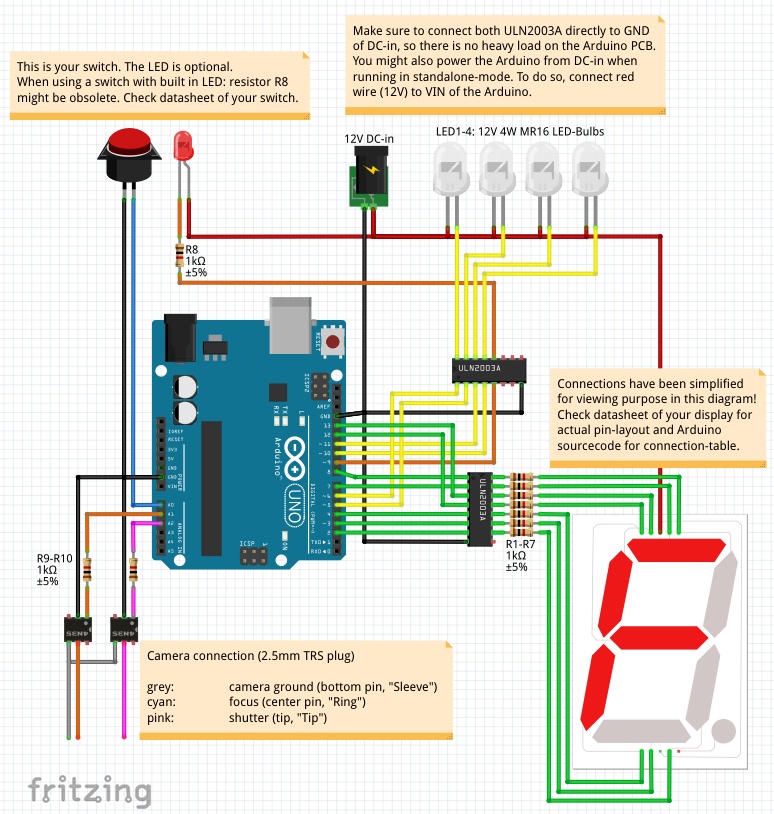 This is your switch. The LED is optional.
When using a switch with built in LED: resistor R8
might be obsolete. Check datasheet of your switch.
Make sure to connect both ULN2003A directly to GND
of DC-in, so there is no heavy load on the Arduino PCB.
You might also power the Arduino from DC-in when
running in standalone-mode. To do so, connect red
wire (12V) to VIN of the Arduino.
12V DC-in
LED1-4: 12V 4W MR16 LED-Bulbs
R8
1kΩ
±5%
RESET
ICSP2
ULN2003A
Connections have been simplified
for viewing purpose in this diagram!
Check datasheet of your display for
actual pin-layout and Arduino
sourcecode for connection-table.
AREF
GND
13
12
~11
~10
~9
8
7
~6
~5
4
~3
2
TXD▸1
RXD◂0
IOREF
RESET
3V3
5V
GND
GND
VIN
POWER
A0
A1
A2
A3
A4
A5
ANALOG IN
RX
TX
L
Arduino
UNO
DIGITAL (PWM~)
ICSP
ON
ULN2003A
R1-R7
1kΩ
±5%
R9-R10
1kΩ
±5%
4N35
4N35
Camera connection (2.5mm TRS plug)
grey: camera ground (bottom pin, "Sleeve")
cyan: focus (center pin, "Ring")
pink: shutter (tip, "Tip")
fritzing